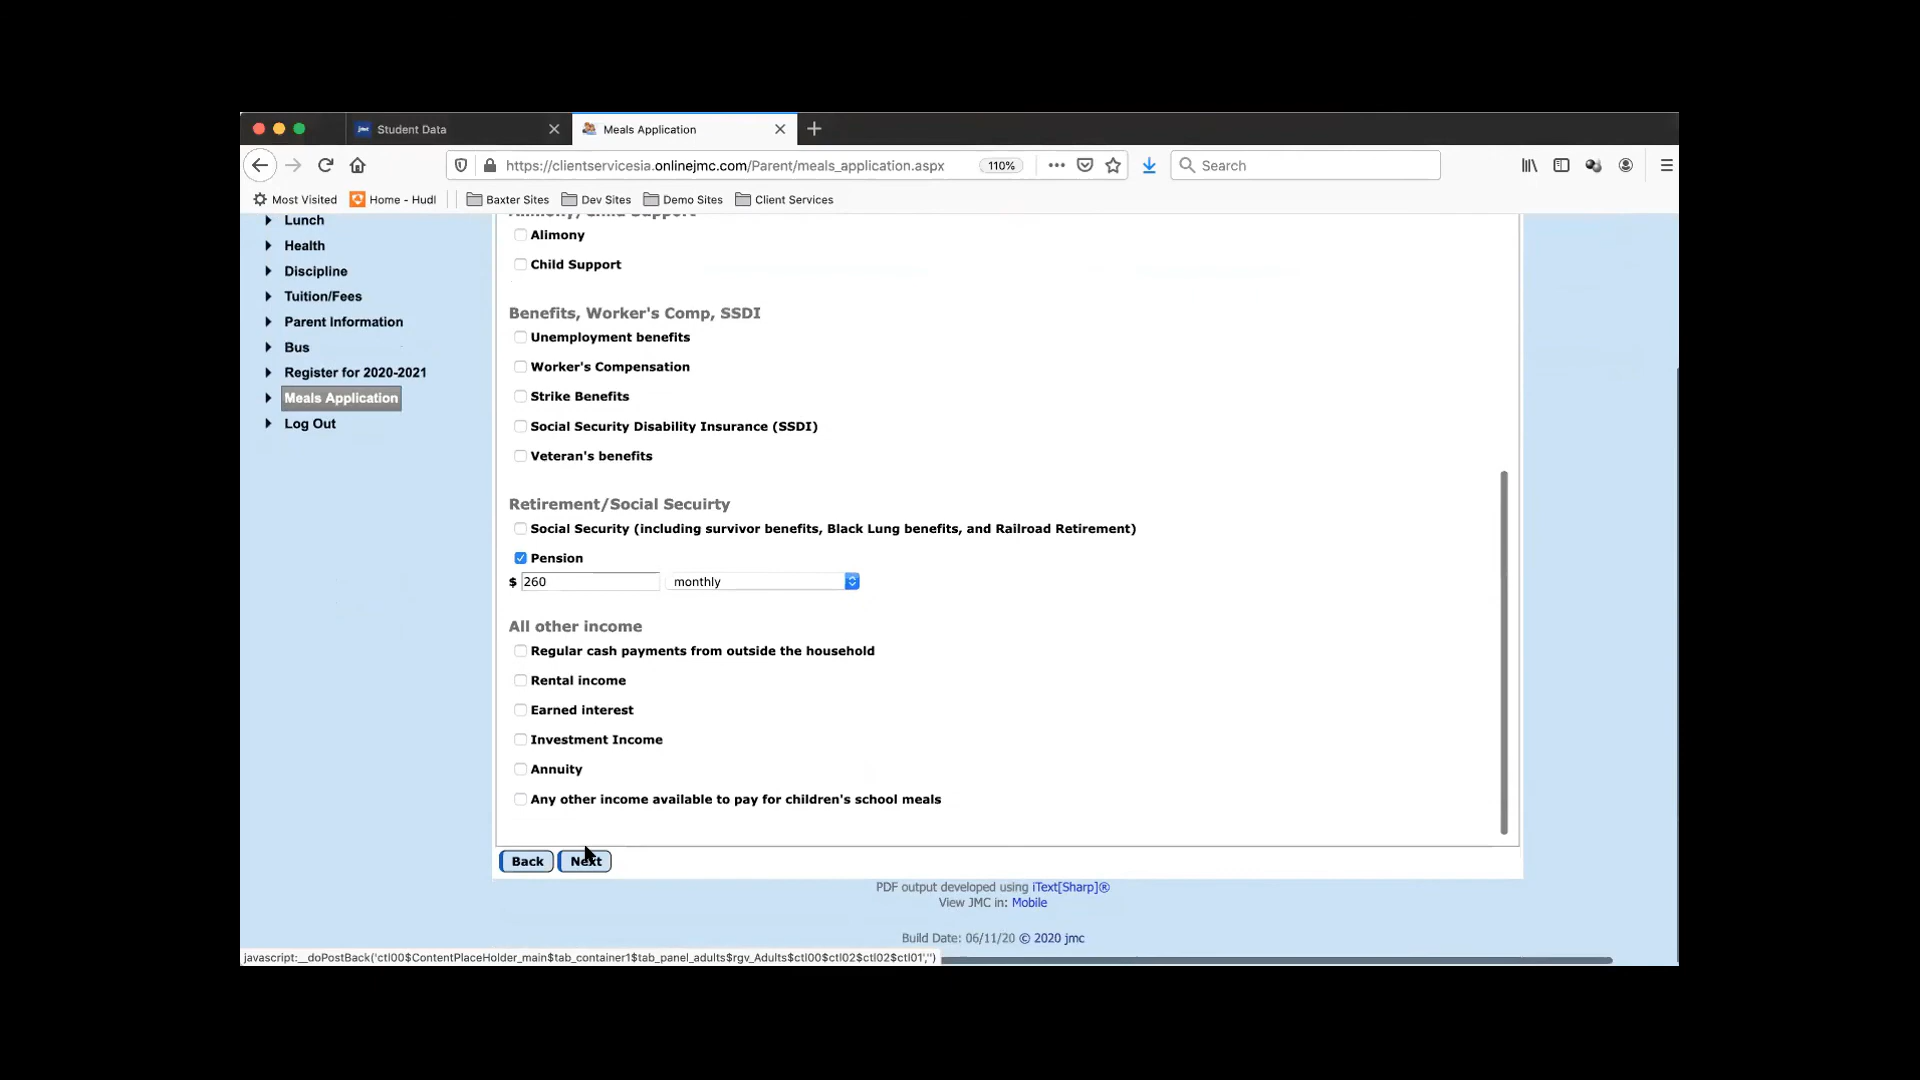 jmc Student Data
Meals Application
https://clientservicesia.onlinejmc.com/Parent/meals_application.aspx 110% Search
Most Visited Home - Hudl Baxter Sites Dev Sites Demo Sites Client Services
Lunch
Health
Discipline
Tuition/Fees
Parent Information
Bus
Register for 2020-2021
Meals Application
Log Out
Alimony/Child Support
Alimony
Child Support
Benefits, Worker's Comp, SSDI
Unemployment benefits
Worker's Compensation
Strike Benefits
Social Security Disability Insurance (SSDI)
Veteran's benefits
Retirement/Social Secuirty
Social Security (including survivor benefits, Black Lung benefits, and Railroad Retirement)
Pension
$ 260 monthly
All other income
Regular cash payments from outside the household
Rental income
Earned interest
Investment Income
Annuity
Any other income available to pay for children's school meals
Back Next
PDF output developed using iText[Sharp]®
View JMC in: Mobile
Build Date: 06/11/20 © 2020 jmc
javascript:__doPostBack('ctl00$ContentPlaceHolder_main$tab_container1$tab_panel_adults$rgv_Adults$ctl00$ctl02$ctl02$ctl01','')